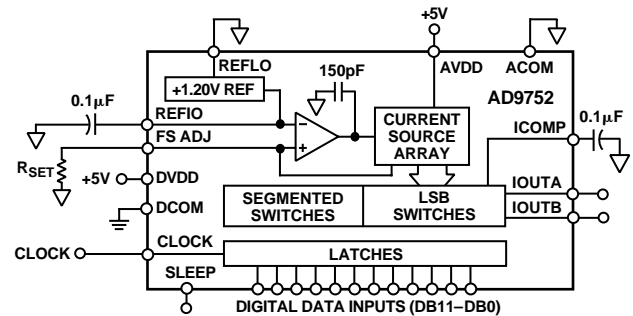 +5V
REFLO
+1.20V REF
150pF
AVDD
ACOM
AD9752
0.1μF
REFIO
FS ADJ
RSET
+5V
DVDD
DCOM
CURRENT
SOURCE
ARRAY
ICOMP
0.1μF
SEGMENTED
SWITCHES
LSB
SWITCHES
IOUTA
IOUTB
CLOCK
CLOCK
LATCHES
SLEEP
DIGITAL DATA INPUTS (DB11–DB0)